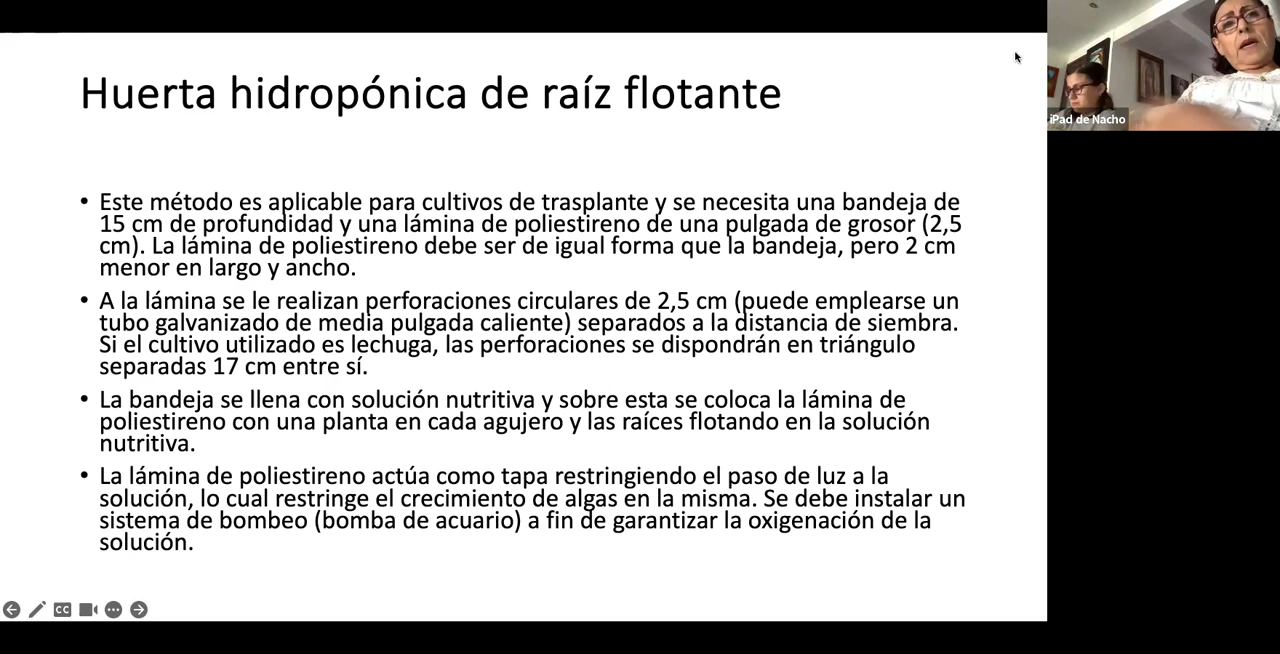 Huerta hidropónica de raíz flotante
iPad de Nacho
• Este método es aplicable para cultivos de trasplante y se necesita una bandeja de
15 cm de profundidad y una lámina de poliestireno de una pulgada de grosor (2,5
cm). La lámina de poliestireno debe ser de igual forma que la bandeja, pero 2 cm
menor en largo y ancho.
• A la lámina se le realizan perforaciones circulares de 2,5 cm (puede emplearse un
tubo galvanizado de media pulgada caliente) separados a la distancia de siembra.
Si el cultivo utilizado es lechuga, las perforaciones se dispondrán en triángulo
separadas 17 cm entre sí.
• La bandeja se llena con solución nutritiva y sobre esta se coloca la lámina de
poliestireno con una planta en cada agujero y las raíces flotando en la solución
nutritiva.
• La lámina de poliestireno actúa como tapa restringiendo el paso de luz a la
solución, lo cual restringe el crecimiento de algas en la misma. Se debe instalar un
sistema de bombeo (bomba de acuario) a fin de garantizar la oxigenación de la
solución.
CC